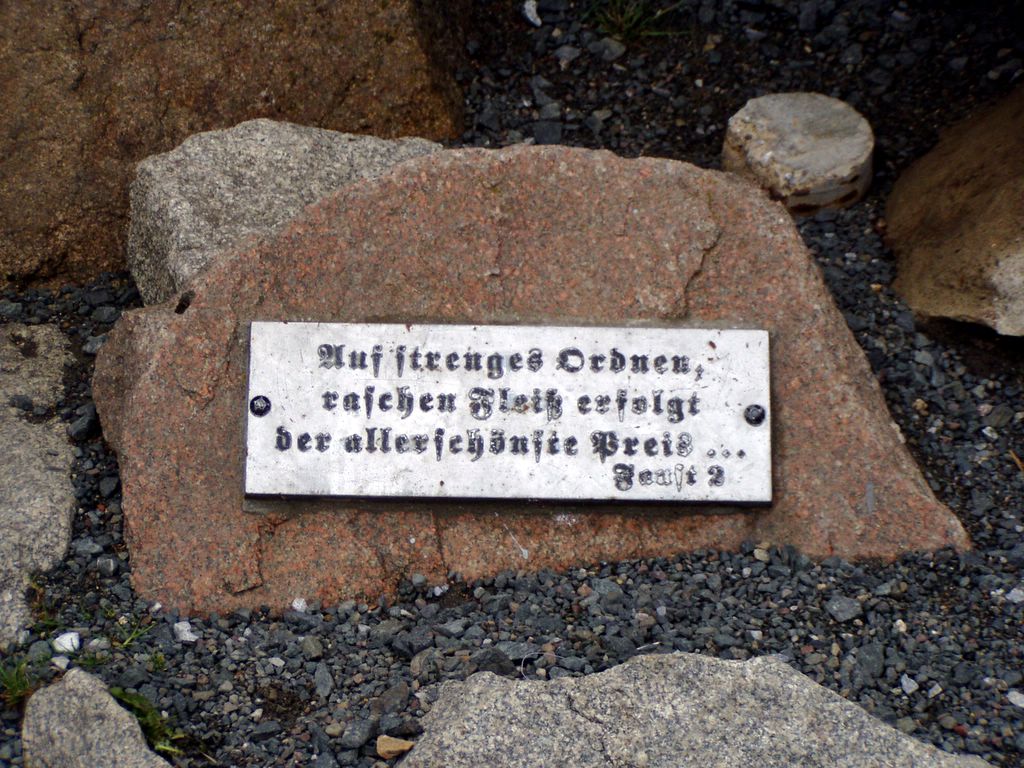 Auf strenges Ordnen,
raschen Fleiß erfolgt
der allerschönste Preis ...
Faust 2